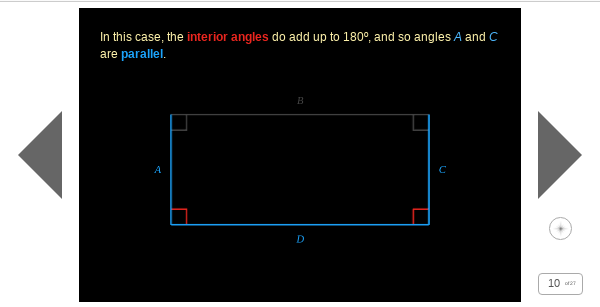 In this case, the interior angles do add up to 180º, and so angles A and C
are parallel.
B
A
C
D
10 of 27